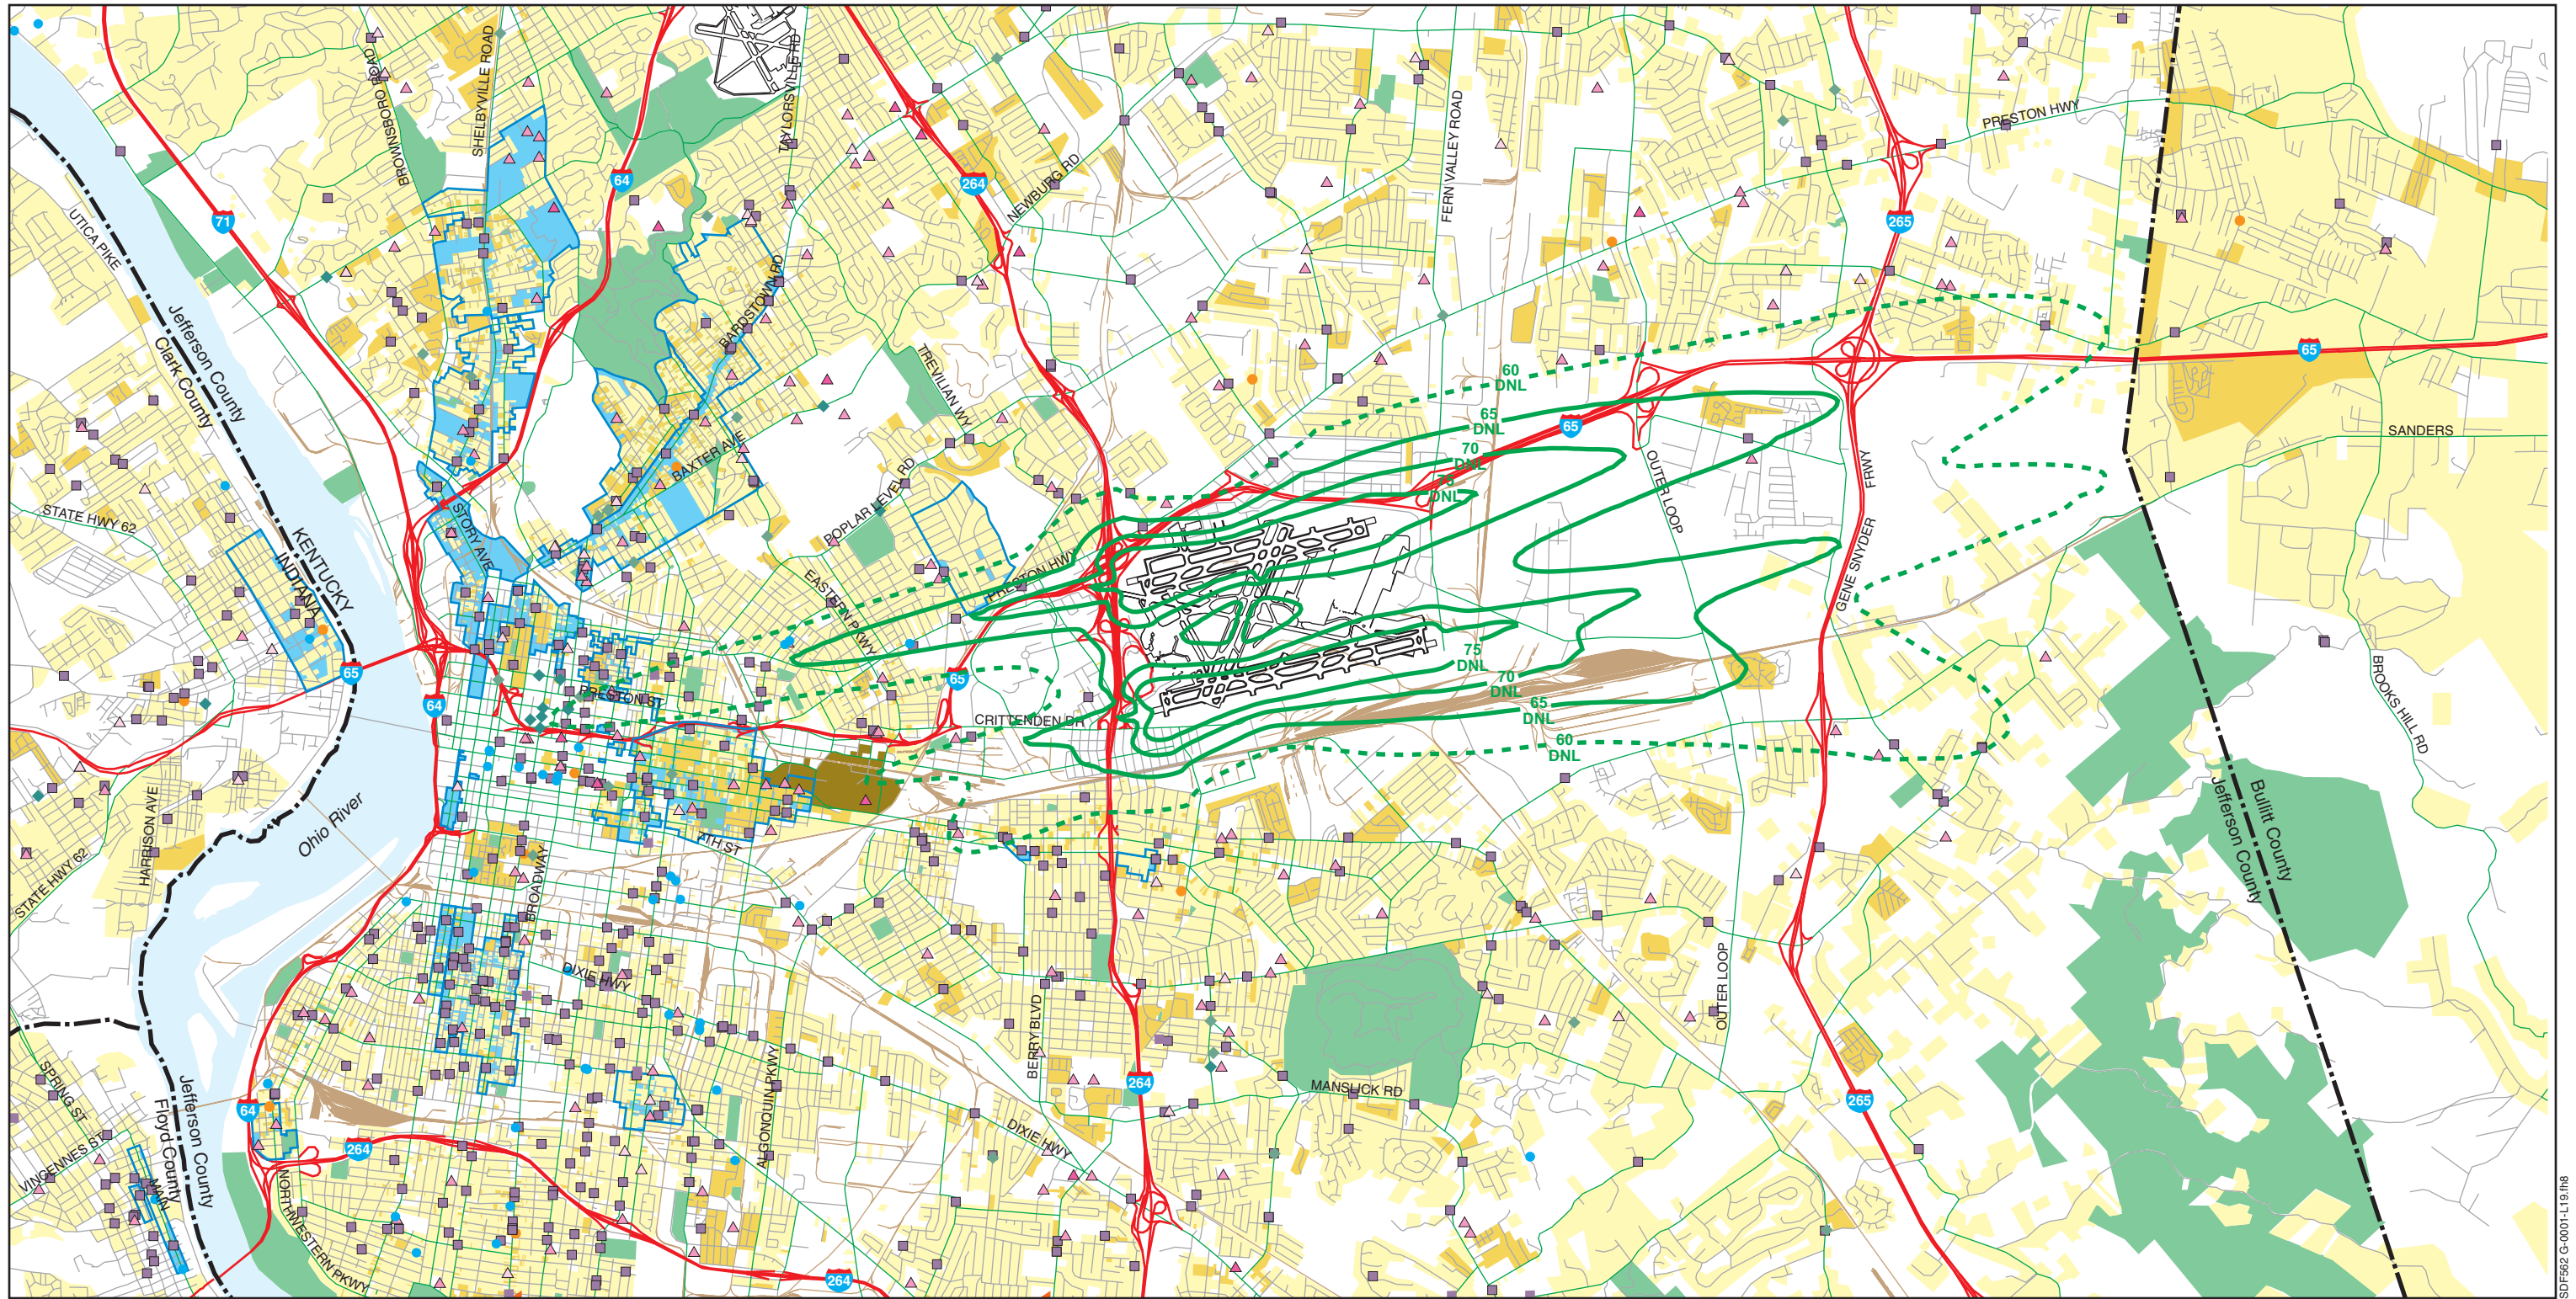 BROWNSBORO ROAD
SHELBYVILLE ROAD
TAYLORSVILLE RD
64
71
264
NEWBURG RD
FERN VALLEY ROAD
265
PRESTON HWY
UTICA PIKE
Jefferson County
Clark County
BARDSTOWN RD
TREVILIAN WY
BAXTER AVE
POPLAR LEVEL RD
60
DNL
65
DNL
70
DNL
75
DNL
65
65
SANDERS
OUTER LOOP
GENE SNYDER
FRWY
STATE HWY 62
KENTUCKY
INDIANA
STORY AVE
EASTERN PKWY
PRESTON HWY
65
64
PRESTON ST
65
CRITTENDEN DR
75
DNL
70
DNL
65
DNL
60
DNL
BROOKS HILL RD
Bullitt County
Jefferson County
Ohio River
HARRISON AVE
STATE HWY 62
BROADWAY
7TH ST
DIXIE HWY
BERRY BLVD
OUTER LOOP
264
MANSLICK RD
265
SPRING ST
VINCENNES ST
MAIN
Floyd County
Jefferson County
64
264
NORTHWESTERN PKWY
ALGONQUIN PKWY
DIXIE HWY
264
SDF562 G-0001-L19.fh8